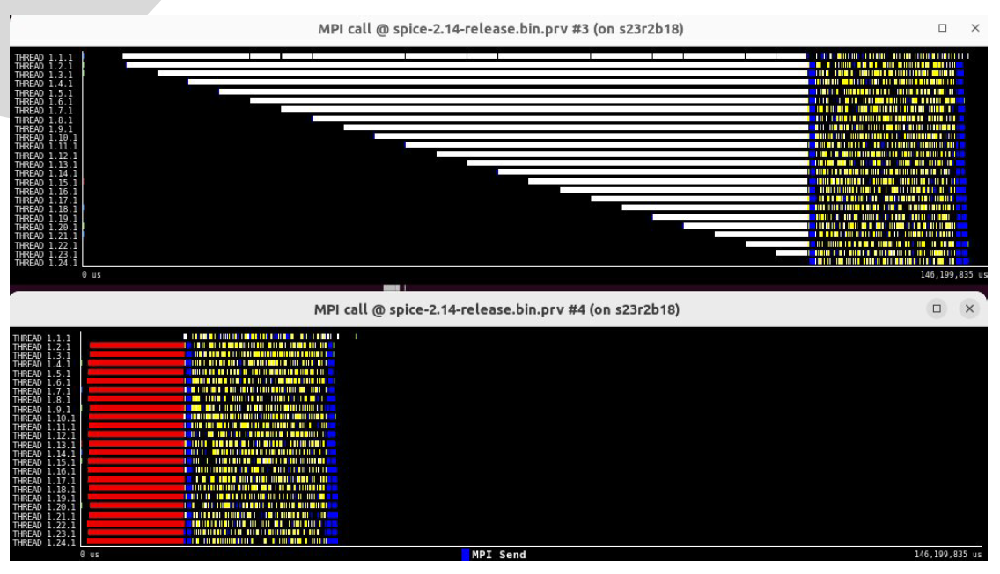 MPI call @ spice-2.14-release.bin.prv #3 (on s23r2b18)
THREAD 1.1.1
THREAD 1.2.1
THREAD 1.3.1
THREAD 1.4.1
THREAD 1.5.1
THREAD 1.6.1
THREAD 1.7.1
THREAD 1.8.1
THREAD 1.9.1
THREAD 1.10.1
THREAD 1.11.1
THREAD 1.12.1
THREAD 1.13.1
THREAD 1.14.1
THREAD 1.15.1
THREAD 1.16.1
THREAD 1.17.1
THREAD 1.18.1
THREAD 1.19.1
THREAD 1.20.1
THREAD 1.21.1
THREAD 1.22.1
THREAD 1.23.1
THREAD 1.24.1
0 us 146,199,835 us
MPI call @ spice-2.14-release.bin.prv #4 (on s23r2b18)
THREAD 1.1.1
THREAD 1.2.1
THREAD 1.3.1
THREAD 1.4.1
THREAD 1.5.1
THREAD 1.6.1
THREAD 1.7.1
THREAD 1.8.1
THREAD 1.9.1
THREAD 1.10.1
THREAD 1.11.1
THREAD 1.12.1
THREAD 1.13.1
THREAD 1.14.1
THREAD 1.15.1
THREAD 1.16.1
THREAD 1.17.1
THREAD 1.18.1
THREAD 1.19.1
THREAD 1.20.1
THREAD 1.21.1
THREAD 1.22.1
THREAD 1.23.1
THREAD 1.24.1
0 us MPI Send 146,199,835 us